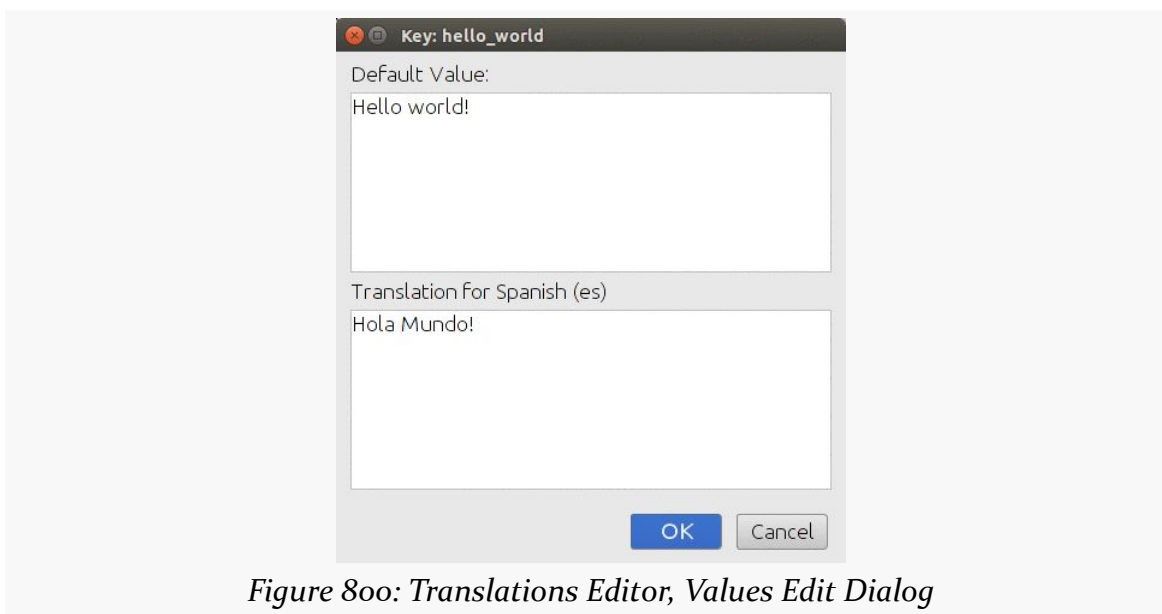 Key: hello_world
Default Value:
Hello world!
Translation for Spanish (es)
Hola Mundo!
OK Cancel
Figure 800: Translations Editor, Values Edit Dialog